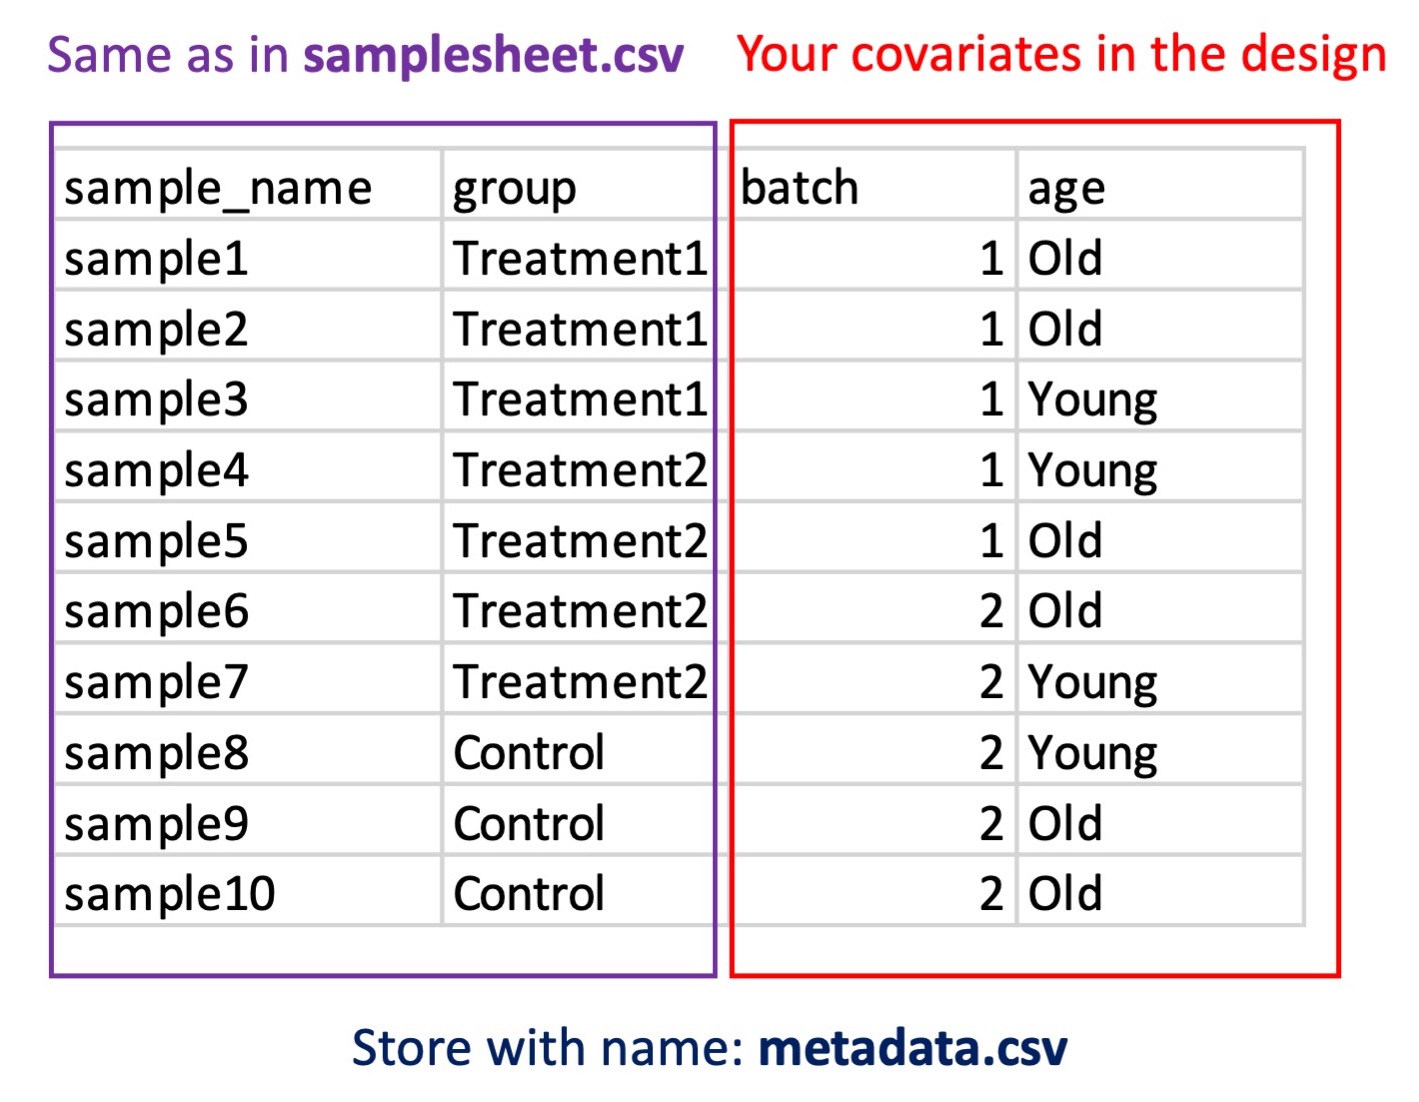 Same as in samplesheet.csv Your covariates in the design
sample_name group batch age
sample1 Treatment1 1 Old
sample2 Treatment1 1 Old
sample3 Treatment1 1 Young
sample4 Treatment2 1 Young
sample5 Treatment2 1 Old
sample6 Treatment2 2 Old
sample7 Treatment2 2 Young
sample8 Control 2 Young
sample9 Control 2 Old
sample10 Control 2 Old
Store with name: metadata.csv